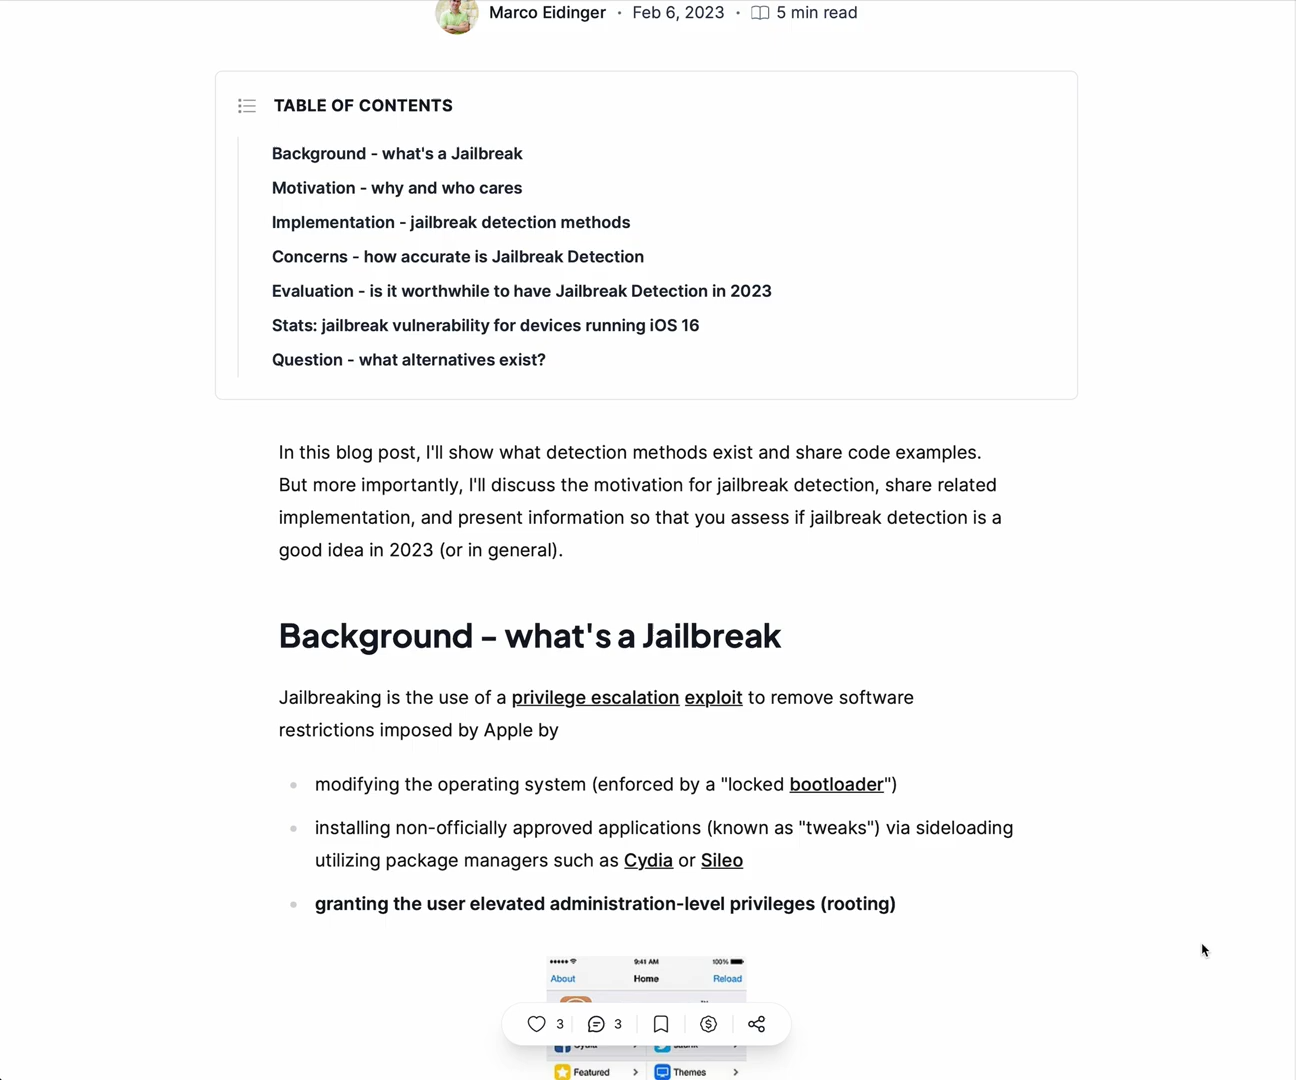 Marco Eidinger · Feb 6, 2023 · 5 min read
TABLE OF CONTENTS
Background - what's a Jailbreak
Motivation - why and who cares
Implementation - jailbreak detection methods
Concerns - how accurate is Jailbreak Detection
Evaluation - is it worthwhile to have Jailbreak Detection in 2023
Stats: jailbreak vulnerability for devices running iOS 16
Question - what alternatives exist?
In this blog post, I'll show what detection methods exist and share code examples.
But more importantly, I'll discuss the motivation for jailbreak detection, share related
implementation, and present information so that you assess if jailbreak detection is a
good idea in 2023 (or in general).
Background – what's a Jailbreak
Jailbreaking is the use of a privilege escalation exploit to remove software
restrictions imposed by Apple by
modifying the operating system (enforced by a "locked bootloader")
installing non-officially approved applications (known as "tweaks") via sideloading
utilizing package managers such as Cydia or Sileo
granting the user elevated administration-level privileges (rooting)
9:41 AM 100%
About Home Reload
3 3
Featured Themes